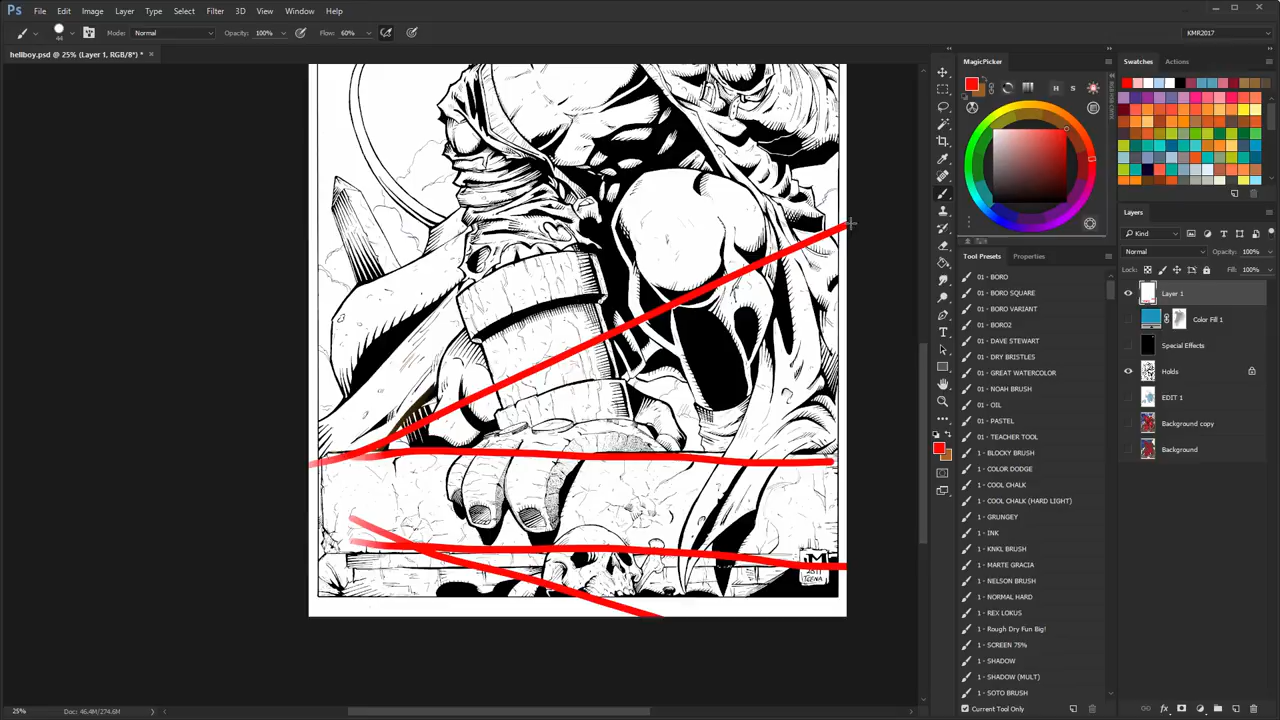 Ps File Edit Image Layer Type Select Filter 3D View Window Help
44 Mode: Normal Opacity: 100% Flow: 60% KMR2017
hellboy.psd @ 25% (Layer 1, RGB/8*) * ×
MagicPicker
H S
Swatches Actions
Layers
Kind
Normal Opacity: 100%
Lock: Fill: 100%
Layer 1
Color Fill 1
Special Effects
Holds
EDIT 1
Background copy
Background
Tool Presets Properties
01 - BORO
01 - BORO SQUARE
01 - BORO VARIANT
01 - BORO2
01 - DAVE STEWART
01 - DRY BRISTLES
01 - GREAT WATERCOLOR
01 - NOAH BRUSH
01 - OIL
01 - PASTEL
01 - TEACHER TOOL
1 - BLOCKY BRUSH
1 - COLOR DODGE
1 - COOL CHALK
1 - COOL CHALK (HARD LIGHT)
1 - GRUNGEY
1 - INK
1 - KNKL BRUSH
1 - MARTE GRACIA
1 - NELSON BRUSH
1 - NORMAL HARD
1 - REX LOKUS
1 - Rough Dry Fun Big!
1 - SCREEN 75%
1 - SHADOW
1 - SHADOW (MULT)
1 - SOTO BRUSH
Current Tool Only
25% Doc: 46.4M/274.6M